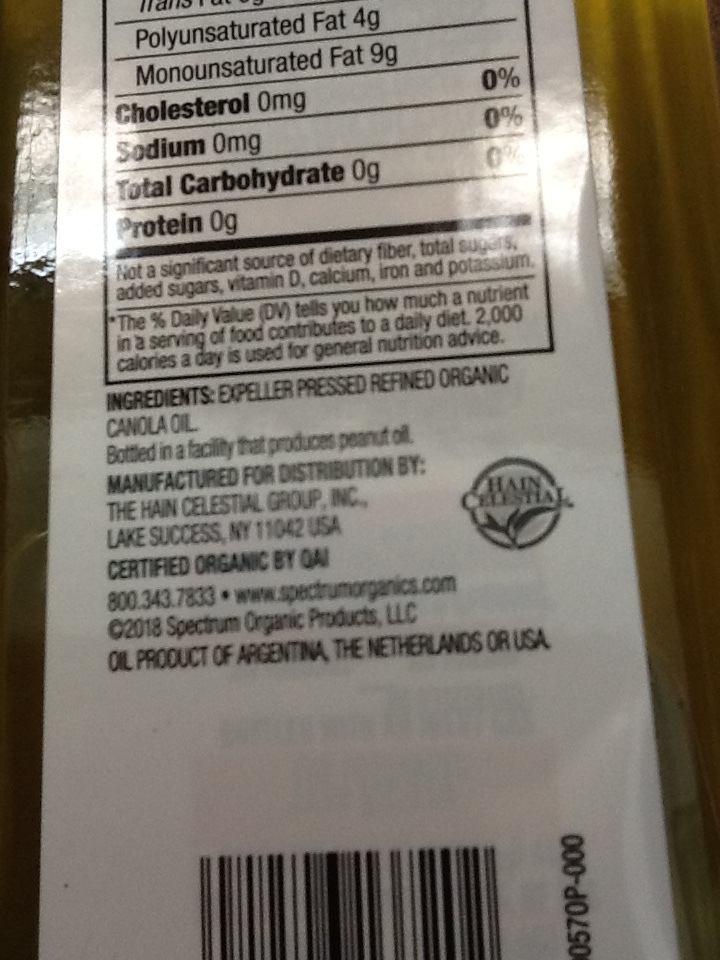 Trans Fat 0g
Polyunsaturated Fat 4g
Monounsaturated Fat 9g
Cholesterol 0mg 0%
Sodium 0mg 0%
Total Carbohydrate 0g 0%
Protein 0g
Not a significant source of dietary fiber, total sugars,
added sugars, vitamin D, calcium, iron and potassium.
*The % Daily Value (DV) tells you how much a nutrient
in a serving of food contributes to a daily diet. 2,000
calories a day is used for general nutrition advice.
INGREDIENTS: EXPELLER PRESSED REFINED ORGANIC
CANOLA OIL.
Bottled in a facility that produces peanut oil.
MANUFACTURED FOR DISTRIBUTION BY:
THE HAIN CELESTIAL GROUP, INC.,
LAKE SUCCESS, NY 11042 USA
HAIN
CELESTIAL
CERTIFIED ORGANIC BY QAI
800.343.7833 • www.spectrumorganics.com
©2018 Spectrum Organic Products, LLC
OIL PRODUCT OF ARGENTINA, THE NETHERLANDS OR USA.
0570P-000